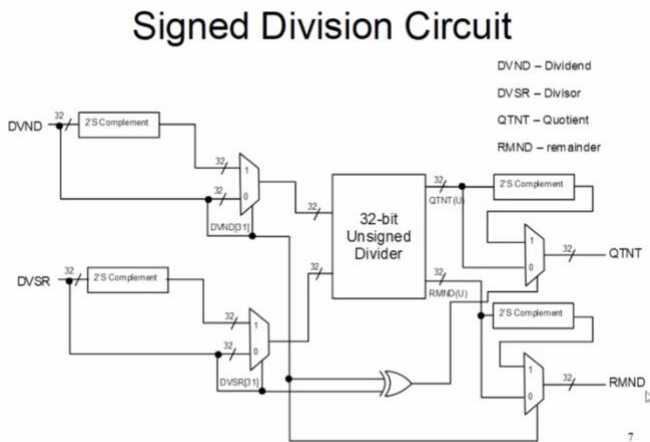 Signed Division Circuit
DVND – Dividend
DVSR – Divisor
QTNT – Quotient
RMND – remainder
DVND
32
2'S Complement
32
1
32
0
DVND[31]
32
32-bit
Unsigned
Divider
32
QTNT(U)
2'S Complement
1
0
32
QTNT
DVSR
32
2'S Complement
32
1
32
0
DVSR[31]
32
32
RMND(U)
2'S Complement
1
0
32
RMND
7